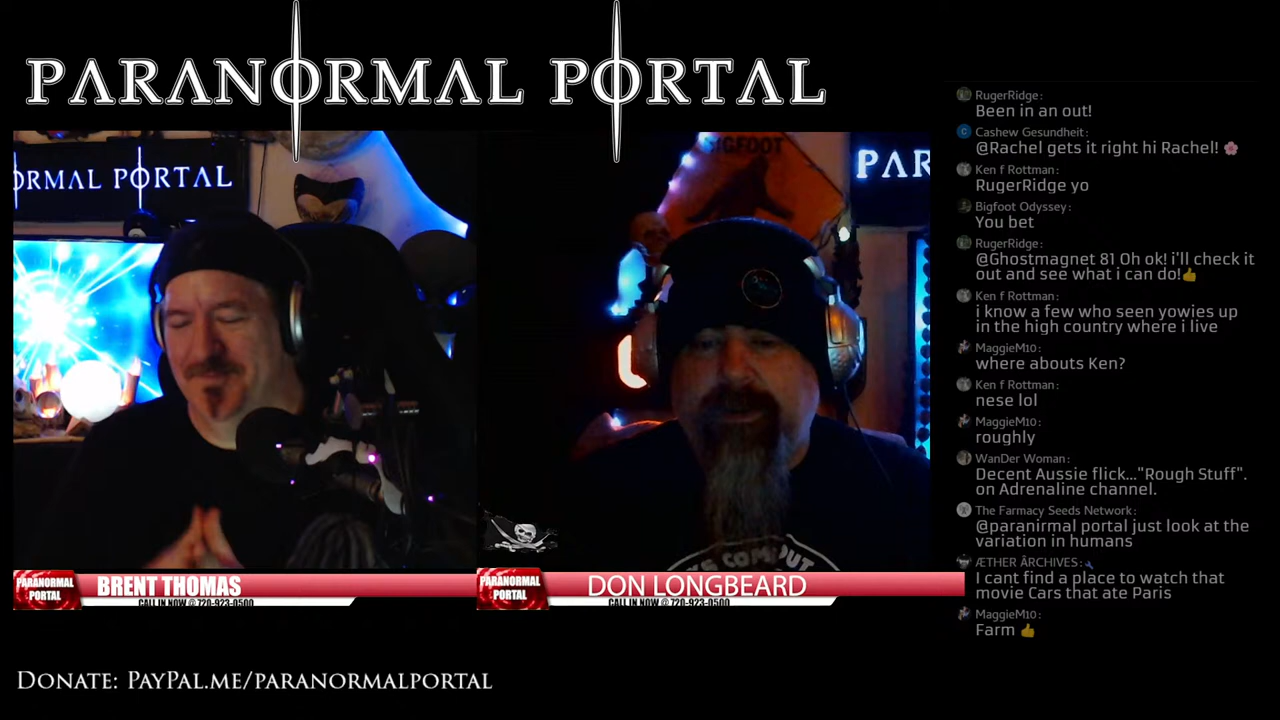 PARANORMAL PORTAL
ORMAL PORTAL
BIGFOOT
PAR
PARANORMAL
PORTAL
BRENT THOMAS
CALL IN NOW @ 720-923-0500
PARANORMAL
PORTAL
DON LONGBEARD
CALL IN NOW @ 720-923-0500
Donate: PayPal.me/paranormalportal
RugerRidge:
Been in an out!
C Cashew Gesundheit:
@Rachel gets it right hi Rachel! 🌸
Ken f Rottman:
RugerRidge yo
Bigfoot Odyssey:
You bet
RugerRidge:
@Ghostmagnet 81 Oh ok! i'll check it
out and see what i can do!👍
Ken f Rottman:
i know a few who seen yowies up
in the high country where i live
MaggieM10:
where abouts Ken?
Ken f Rottman:
nese lol
MaggieM10:
roughly
WanDer Woman:
Decent Aussie flick..."Rough Stuff".
on Adrenaline channel.
The Farmacy Seeds Network:
@paranirmal portal just look at the
variation in humans
ÆTHER ÂRCHIVES:🔧
I cant find a place to watch that
movie Cars that ate Paris
MaggieM10:
Farm 👍